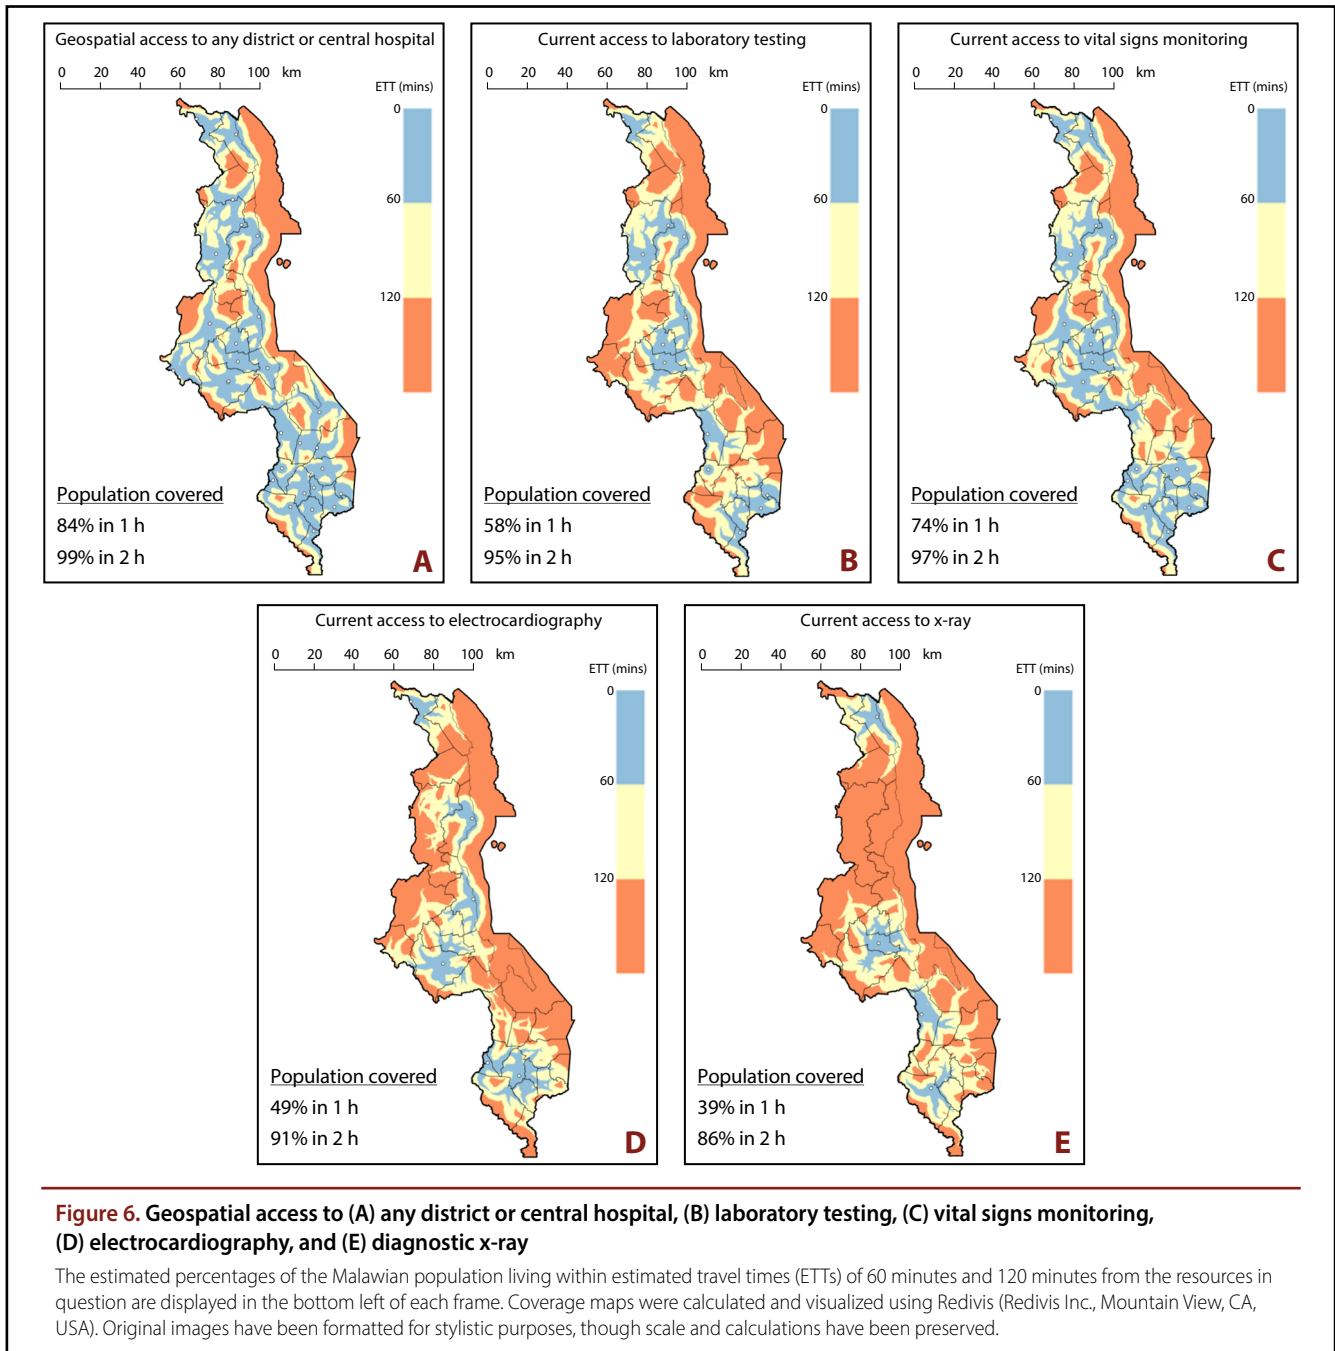 Geospatial access to any district or central hospital
0 20 40 60 80 100 km
ETT (mins)
0
60
120
Population covered
84% in 1 h
99% in 2 h
A
Current access to laboratory testing
0 20 40 60 80 100 km
ETT (mins)
0
60
120
Population covered
58% in 1 h
95% in 2 h
B
Current access to vital signs monitoring
0 20 40 60 80 100 km
ETT (mins)
0
60
120
Population covered
74% in 1 h
97% in 2 h
C
Current access to electrocardiography
0 20 40 60 80 100 km
ETT (mins)
0
60
120
Population covered
49% in 1 h
91% in 2 h
D
Current access to x-ray
0 20 40 60 80 100 km
ETT (mins)
0
60
120
Population covered
39% in 1 h
86% in 2 h
E
Figure 6. Geospatial access to (A) any district or central hospital, (B) laboratory testing, (C) vital signs monitoring,
(D) electrocardiography, and (E) diagnostic x-ray
The estimated percentages of the Malawian population living within estimated travel times (ETTs) of 60 minutes and 120 minutes from the resources in
question are displayed in the bottom left of each frame. Coverage maps were calculated and visualized using Redivis (Redivis Inc., Mountain View, CA,
USA). Original images have been formatted for stylistic purposes, though scale and calculations have been preserved.